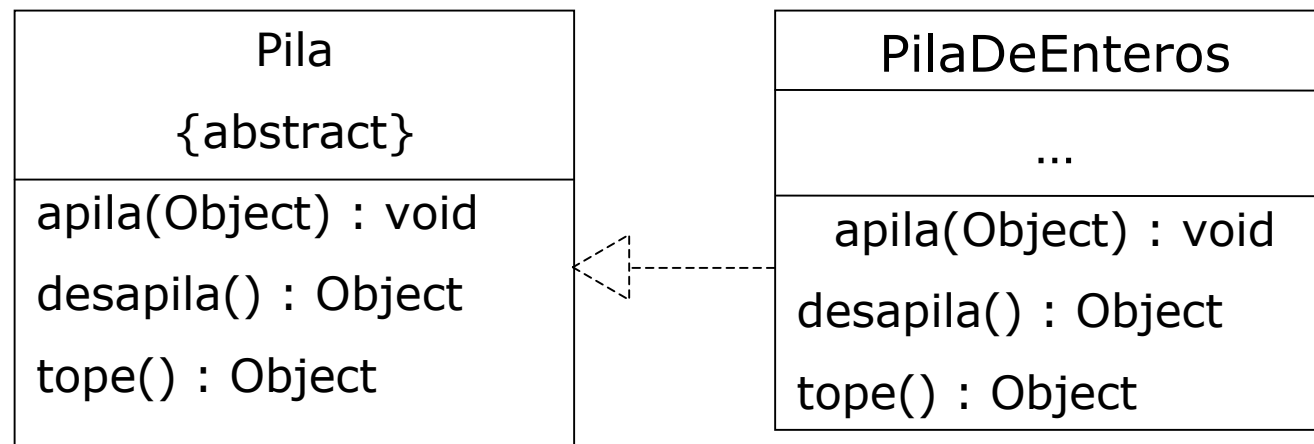 Pila
{abstract}
apila(Object) : void
desapila() : Object
tope() : Object
PilaDeEnteros
...
apila(Object) : void
desapila() : Object
tope() : Object